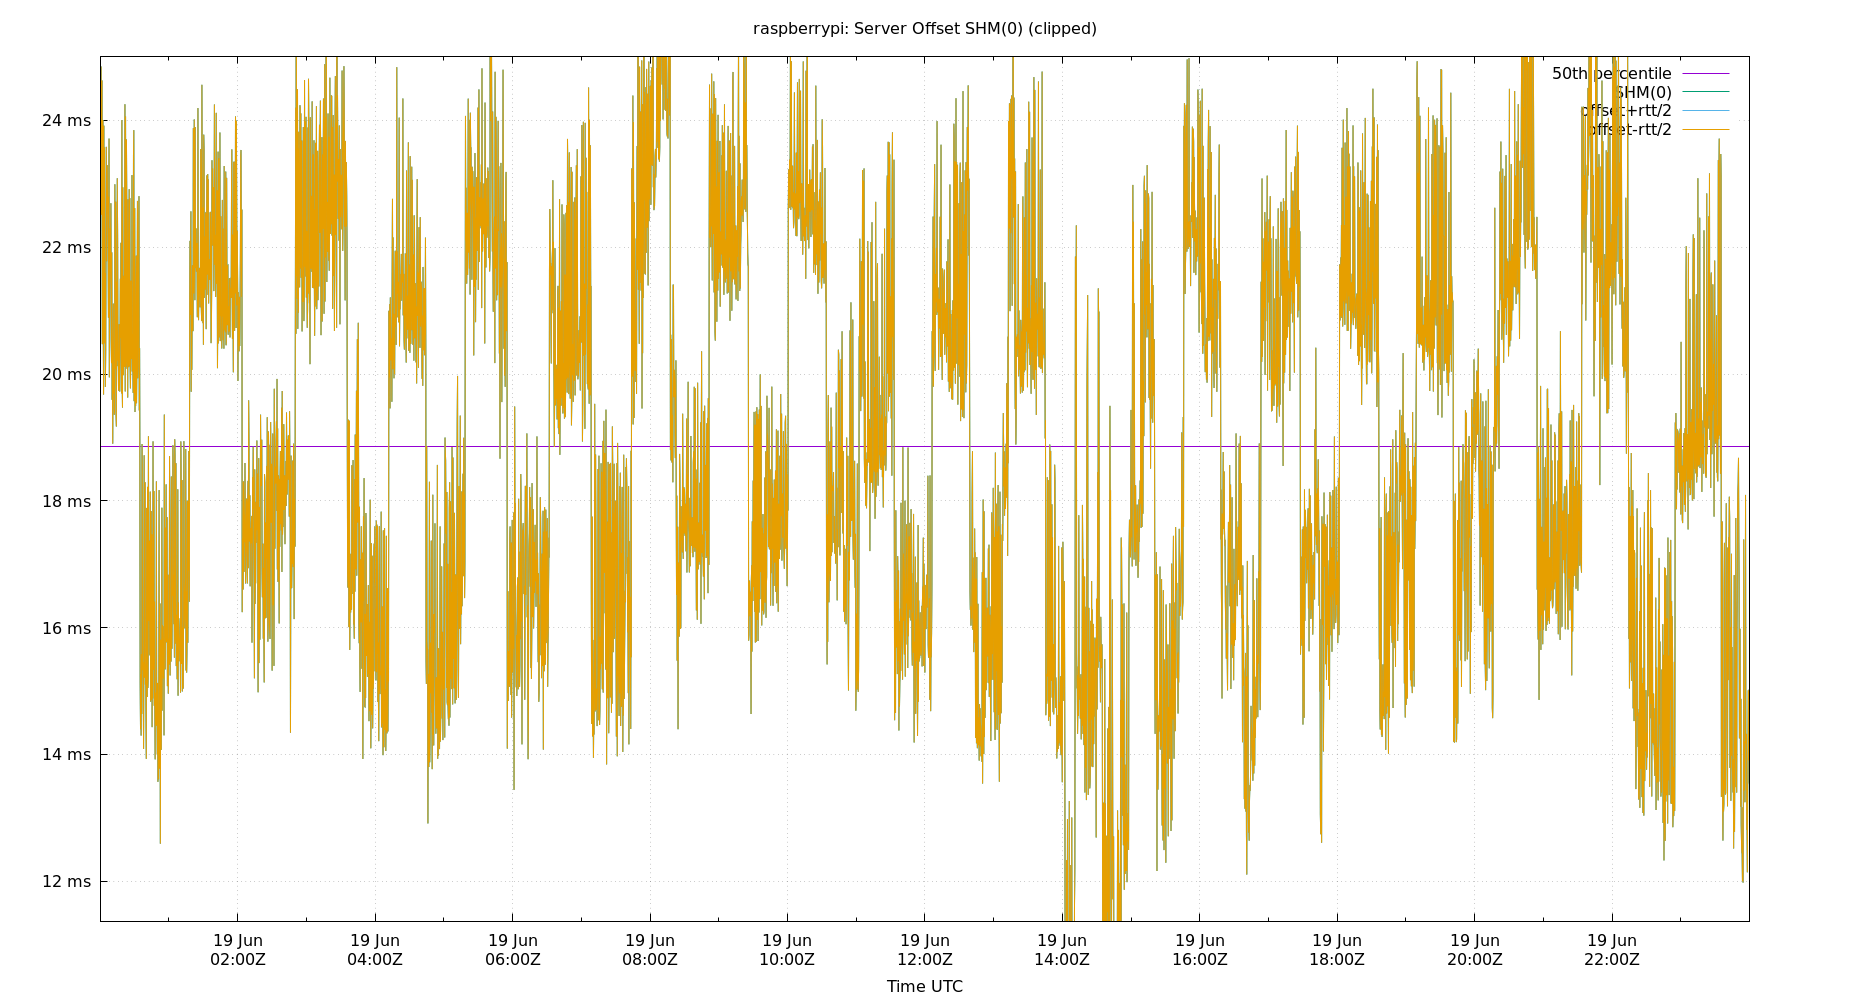 raspberrypi: Server Offset SHM(0) (clipped)
50th percentile
SHM(0)
offset+rtt/2
offset-rtt/2
24 ms
22 ms
20 ms
18 ms
16 ms
14 ms
12 ms
19 Jun 19 Jun 19 Jun 19 Jun 19 Jun 19 Jun 19 Jun 19 Jun 19 Jun 19 Jun 19 Jun
02:00Z 04:00Z 06:00Z 08:00Z 10:00Z 12:00Z 14:00Z 16:00Z 18:00Z 20:00Z 22:00Z
Time UTC